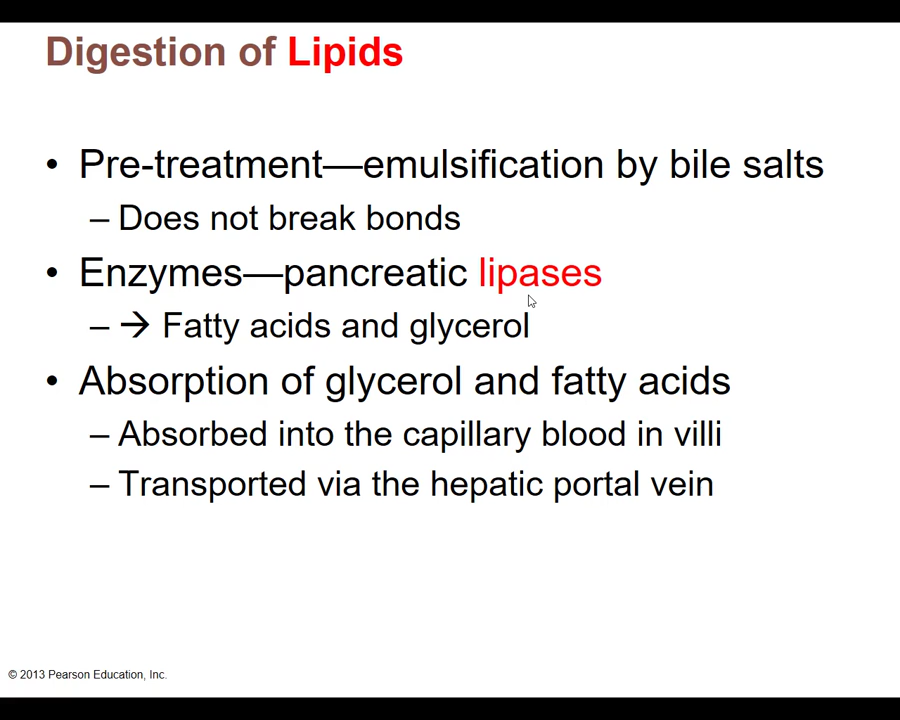 Digestion of Lipids
• Pre-treatment—emulsification by bile salts
– Does not break bonds
• Enzymes—pancreatic lipases
– → Fatty acids and glycerol
• Absorption of glycerol and fatty acids
– Absorbed into the capillary blood in villi
– Transported via the hepatic portal vein
© 2013 Pearson Education, Inc.